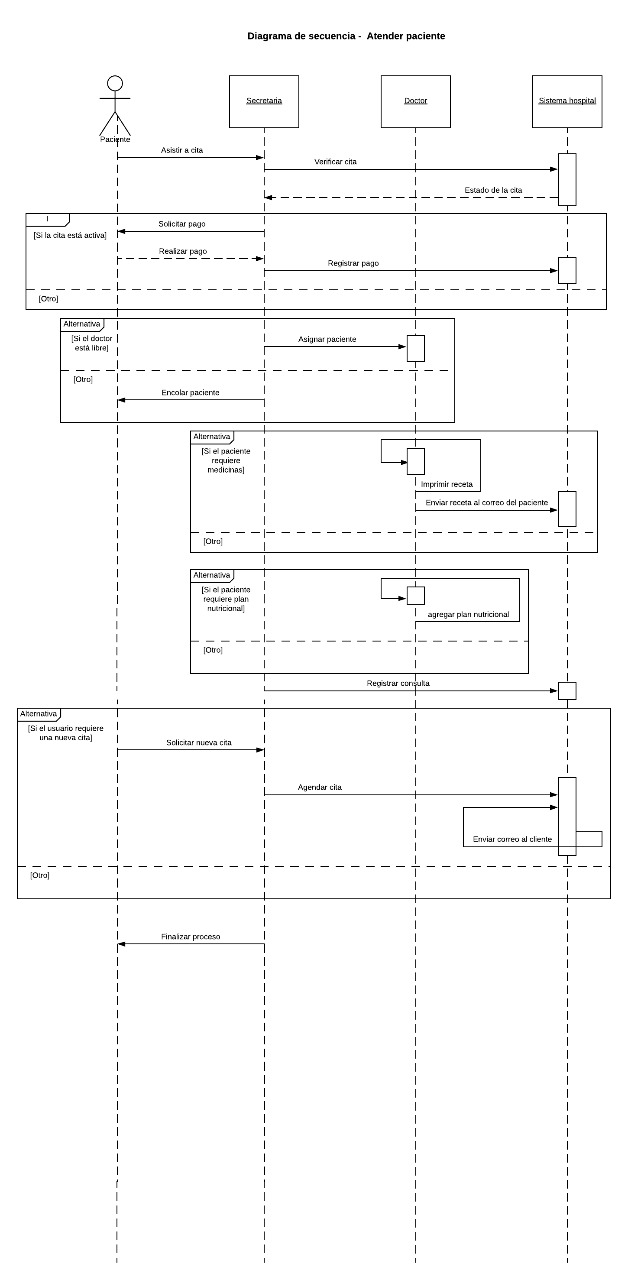 Diagrama de secuencia -  Atender paciente
Secretaria
Doctor
Sistema hospital
Paciente
Asistir a cita
Verificar cita
Estado de la cita
I
Solicitar pago
[Si la cita está activa]
Realizar pago
Registrar pago
[Otro]
Alternativa
[Si el doctor
está libre]
Asignar paciente
[Otro]
Encolar paciente
Alternativa
[Si el paciente
requiere
medicinas]
Imprimir receta
Enviar receta al correo del paciente
[Otro]
Alternativa
[Si el paciente
requiere plan
nutricional]
agregar plan nutricional
[Otro]
Registrar consulta
Alternativa
[Si el usuario requiere
una nueva cita]
Solicitar nueva cita
Agendar cita
Enviar correo al cliente
[Otro]
Finalizar proceso